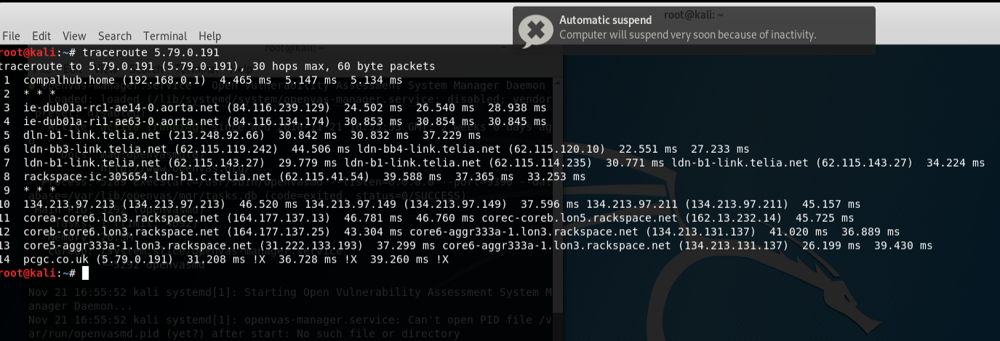 root@kali: ~
Automatic suspend
Computer will suspend very soon because of inactivity.
File Edit View Search Terminal Help
root@kali: ~
root@kali:~# traceroute 5.79.0.191
traceroute to 5.79.0.191 (5.79.0.191), 30 hops max, 60 byte packets
1 compalhub.home (192.168.0.1) 4.465 ms 5.147 ms 5.134 ms
2 * * *
3 ie-dub01a-rc1-ae14-0.aorta.net (84.116.239.129) 24.502 ms 26.540 ms 28.938 ms
4 ie-dub01a-ri1-ae63-0.aorta.net (84.116.134.174) 30.853 ms 30.854 ms 30.845 ms
5 dln-b1-link.telia.net (213.248.92.66) 30.842 ms 30.832 ms 37.229 ms
6 ldn-bb3-link.telia.net (62.115.119.242) 44.506 ms ldn-bb4-link.telia.net (62.115.120.10) 22.551 ms 27.233 ms
7 ldn-b1-link.telia.net (62.115.143.27) 29.779 ms ldn-b1-link.telia.net (62.115.114.235) 30.771 ms ldn-b1-link.telia.net (62.115.143.27) 34.224 ms
8 rackspace-ic-305654-ldn-b1.c.telia.net (62.115.41.54) 39.588 ms 37.365 ms 33.253 ms
9 * * *
10 134.213.97.213 (134.213.97.213) 46.520 ms 134.213.97.149 (134.213.97.149) 37.596 ms 134.213.97.211 (134.213.97.211) 45.157 ms
11 corea-core6.lon3.rackspace.net (164.177.137.13) 46.781 ms 46.760 ms corec-coreb.lon5.rackspace.net (162.13.232.14) 45.725 ms
12 coreb-core6.lon3.rackspace.net (164.177.137.25) 43.304 ms core6-aggr333a-1.lon3.rackspace.net (134.213.131.137) 41.020 ms 36.889 ms
13 core5-aggr333a-1.lon3.rackspace.net (31.222.133.193) 37.299 ms core6-aggr333a-1.lon3.rackspace.net (134.213.131.137) 26.199 ms 39.430 ms
14 pcgc.co.uk (5.79.0.191) 31.208 ms !X 36.728 ms !X 39.260 ms !X
root@kali:~#
Nov 21 16:55:52 kali systemd[1]: Starting Open Vulnerability Assessment System M
anager Daemon...
Nov 21 16:55:52 kali systemd[1]: openvas-manager.service: Can't open PID file /v
ar/run/openvasmd.pid (yet?) after start: No such file or directory